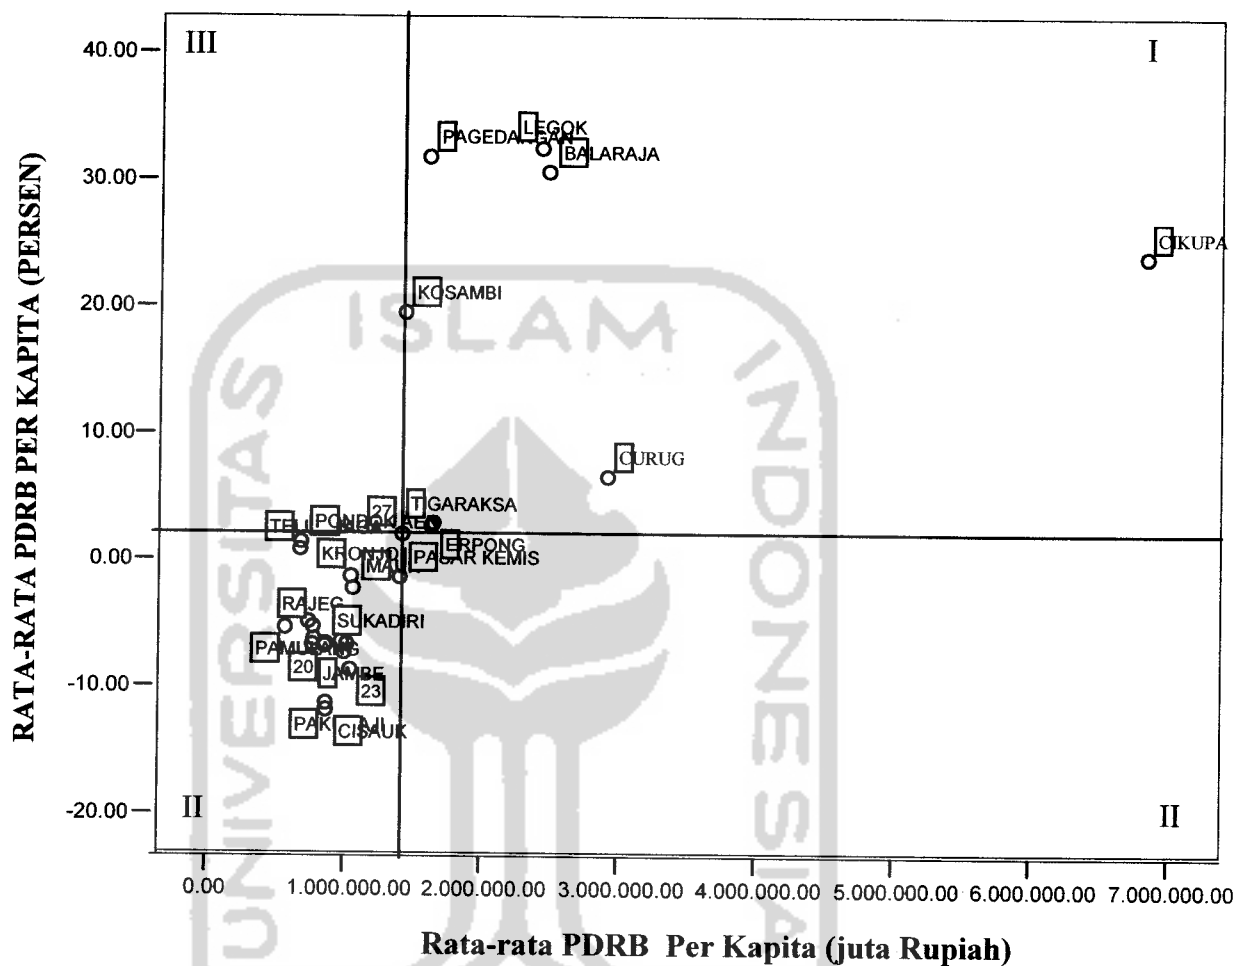 III
I
40.00
30.00
20.00
10.00
0.00
-10.00
-20.00
RATA-RATA PDRB PER KAPITA (PERSEN)
LEGOK
PAGEDANGAN
BALARAJA
CIKUPA
KOSAMBI
CURUG
TIGARAKSA
27
KRONJO
PASAR KEMIS
RAJEG
SUKADIRI
PAMULANG
20
JAMBE
23
CISAUK
II
II
0.00
1.000.000.00
2.000.000.00
3.000.000.00
4.000.000.00
5.000.000.00
6.000.000.00
7.000.000.00
Rata-rata PDRB Per Kapita (juta Rupiah)
UNIVERSITAS
ISLAM
INDONESIA